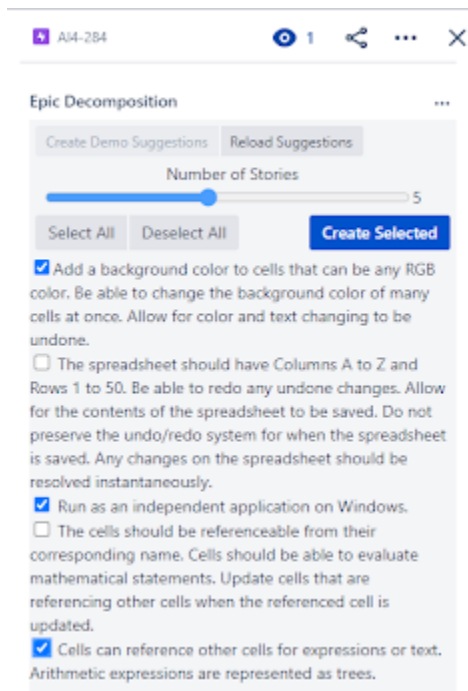 AI4-284 1
Epic Decomposition
Create Demo Suggestions Reload Suggestions
Number of Stories
5
Select All Deselect All Create Selected
Add a background color to cells that can be any RGB
color. Be able to change the background color of many
cells at once. Allow for color and text changing to be
undone.
The spreadsheet should have Columns A to Z and
Rows 1 to 50. Be able to redo any undone changes. Allow
for the contents of the spreadsheet to be saved. Do not
preserve the undo/redo system for when the spreadsheet
is saved. Any changes on the spreadsheet should be
resolved instantaneously.
Run as an independent application on Windows.
The cells should be referenceable from their
corresponding name. Cells should be able to evaluate
mathematical statements. Update cells that are
referencing other cells when the referenced cell is
updated.
Cells can reference other cells for expressions or text.
Arithmetic expressions are represented as trees.